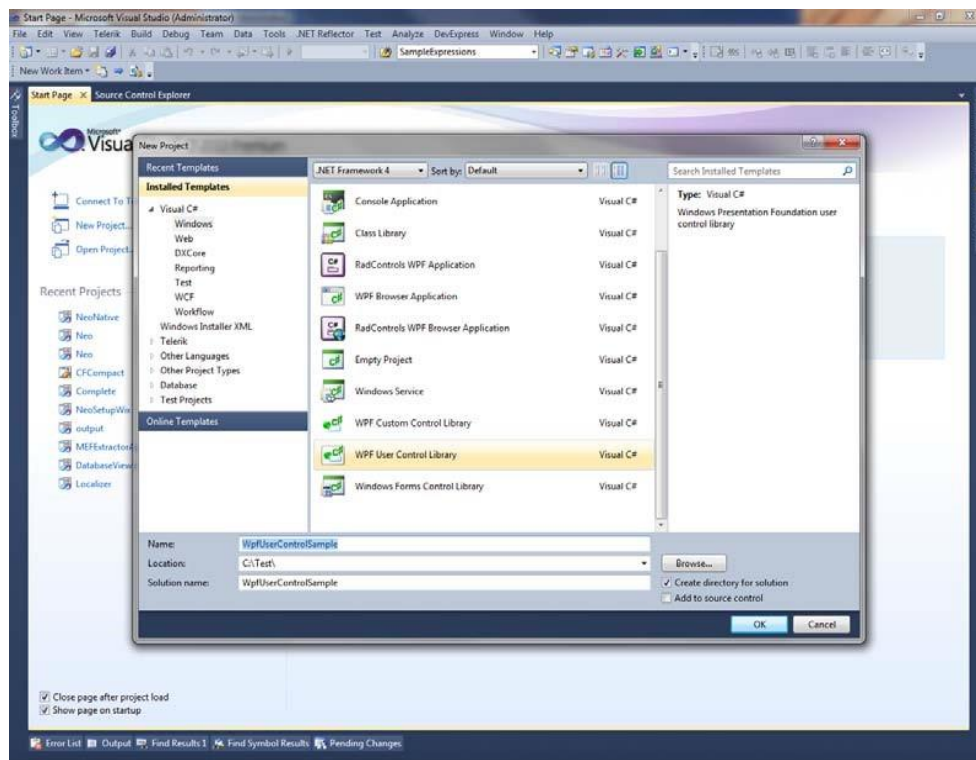 Start Page - Microsoft Visual Studio (Administrator)
File Edit View Telerik Build Debug Team Data Tools .NET Reflector Test Analyze DevExpress Window Help
SampleExpressions
New Work Item
Toolbox
Start Page Source Control Explorer
Microsoft®
Visua
New Project
Recent Templates
.NET Framework 4 Sort by: Default
Search Installed Templates
Installed Templates
Visual C#
Windows
Web
DXCore
Reporting
Test
WCF
Workflow
Windows Installer XML
Telerik
Other Languages
Other Project Types
Database
Test Projects
Online Templates
Console Application Visual C#
Class Library Visual C#
RadControls WPF Application Visual C#
WPF Browser Application Visual C#
RadControls WPF Browser Application Visual C#
Empty Project Visual C#
Windows Service Visual C#
WPF Custom Control Library Visual C#
WPF User Control Library Visual C#
Windows Forms Control Library Visual C#
Type: Visual C#
Windows Presentation Foundation user
control library
Name: WpfUserControlSample
Location: C:\Test\
Browse...
Solution name: WpfUserControlSample
Create directory for solution
Add to source control
OK Cancel
Connect To T
New Project...
Open Project..
Recent Projects
NeoNative
Neo
Neo
CFCompact
Complete
NeoSetupWix
output
MEFExtractor
DatabaseView
Localizer
Close page after project load
Show page on startup
Error List Output Find Results 1 Find Symbol Results Pending Changes